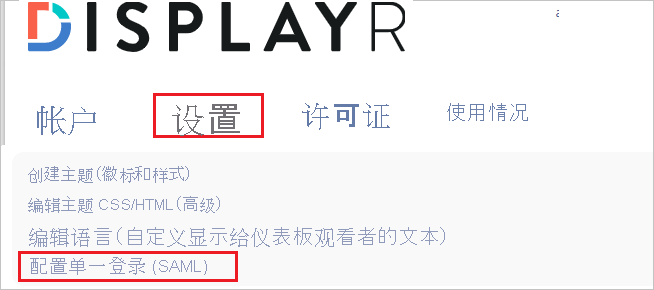 DISPLAYR
帐户 设置 许可证 使用情况
创建主题(徽标和样式)
编辑主题 CSS/HTML(高级)
编辑语言(自定义显示给仪表板观看者的文本)
配置单一登录 (SAML)